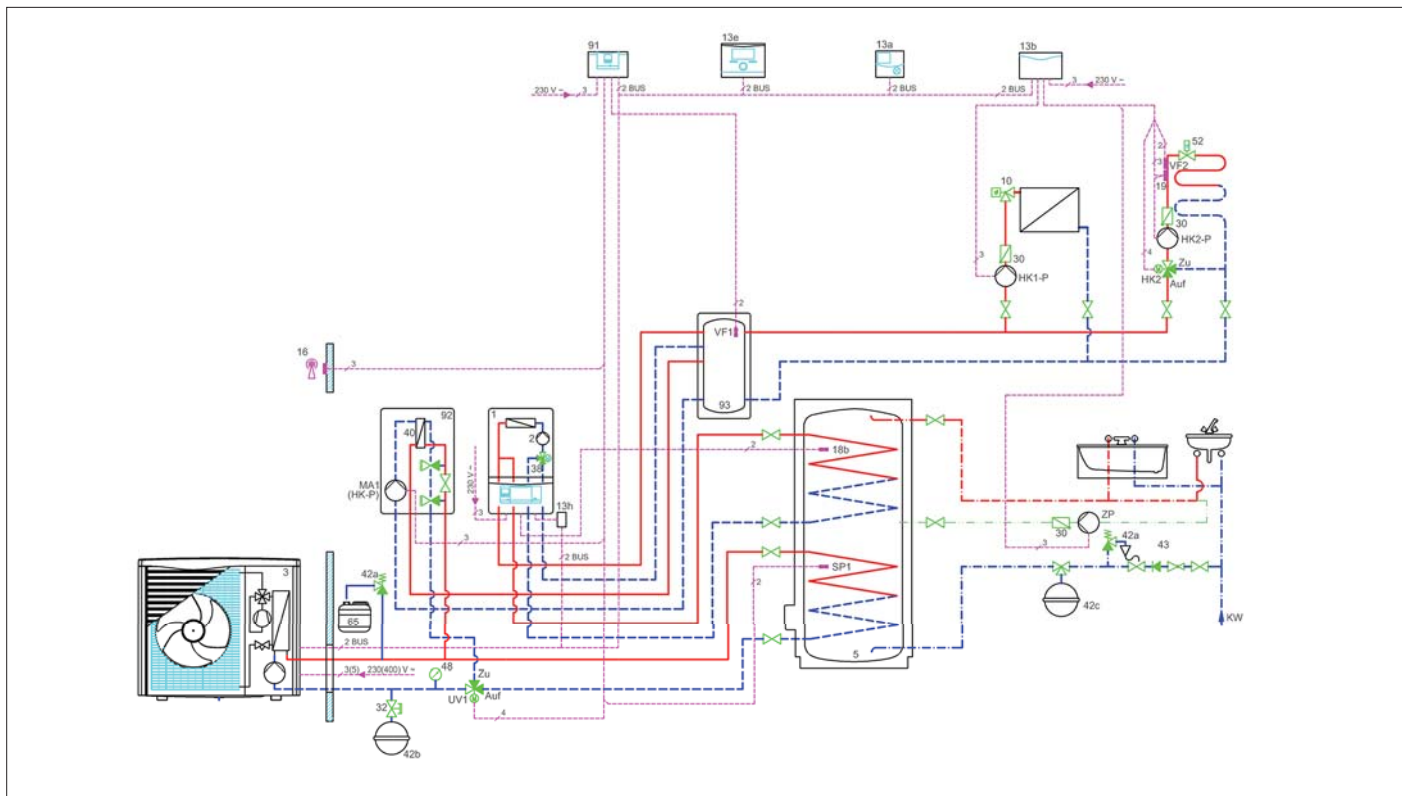 91
13e
13a
13b
230 V ~
3
2 BUS
2 BUS
2 BUS
2 BUS
3
230 V ~
52
2
3
VF2
19
10
30
HK2-P
4
Zu
HK2
Auf
3
30
HK1-P
2
VF1
93
16
3
92
40
MA1
(HK-P)
1
2
38
230 V ~
3
13h
3
2 BUS
2
18b
ZP
30
3
42a
43
SP1
2
42c
5
KW
3
42a
65
2 BUS
3(5)
230(400) V ~
48
Zu
Auf
UV1
4
32
42b